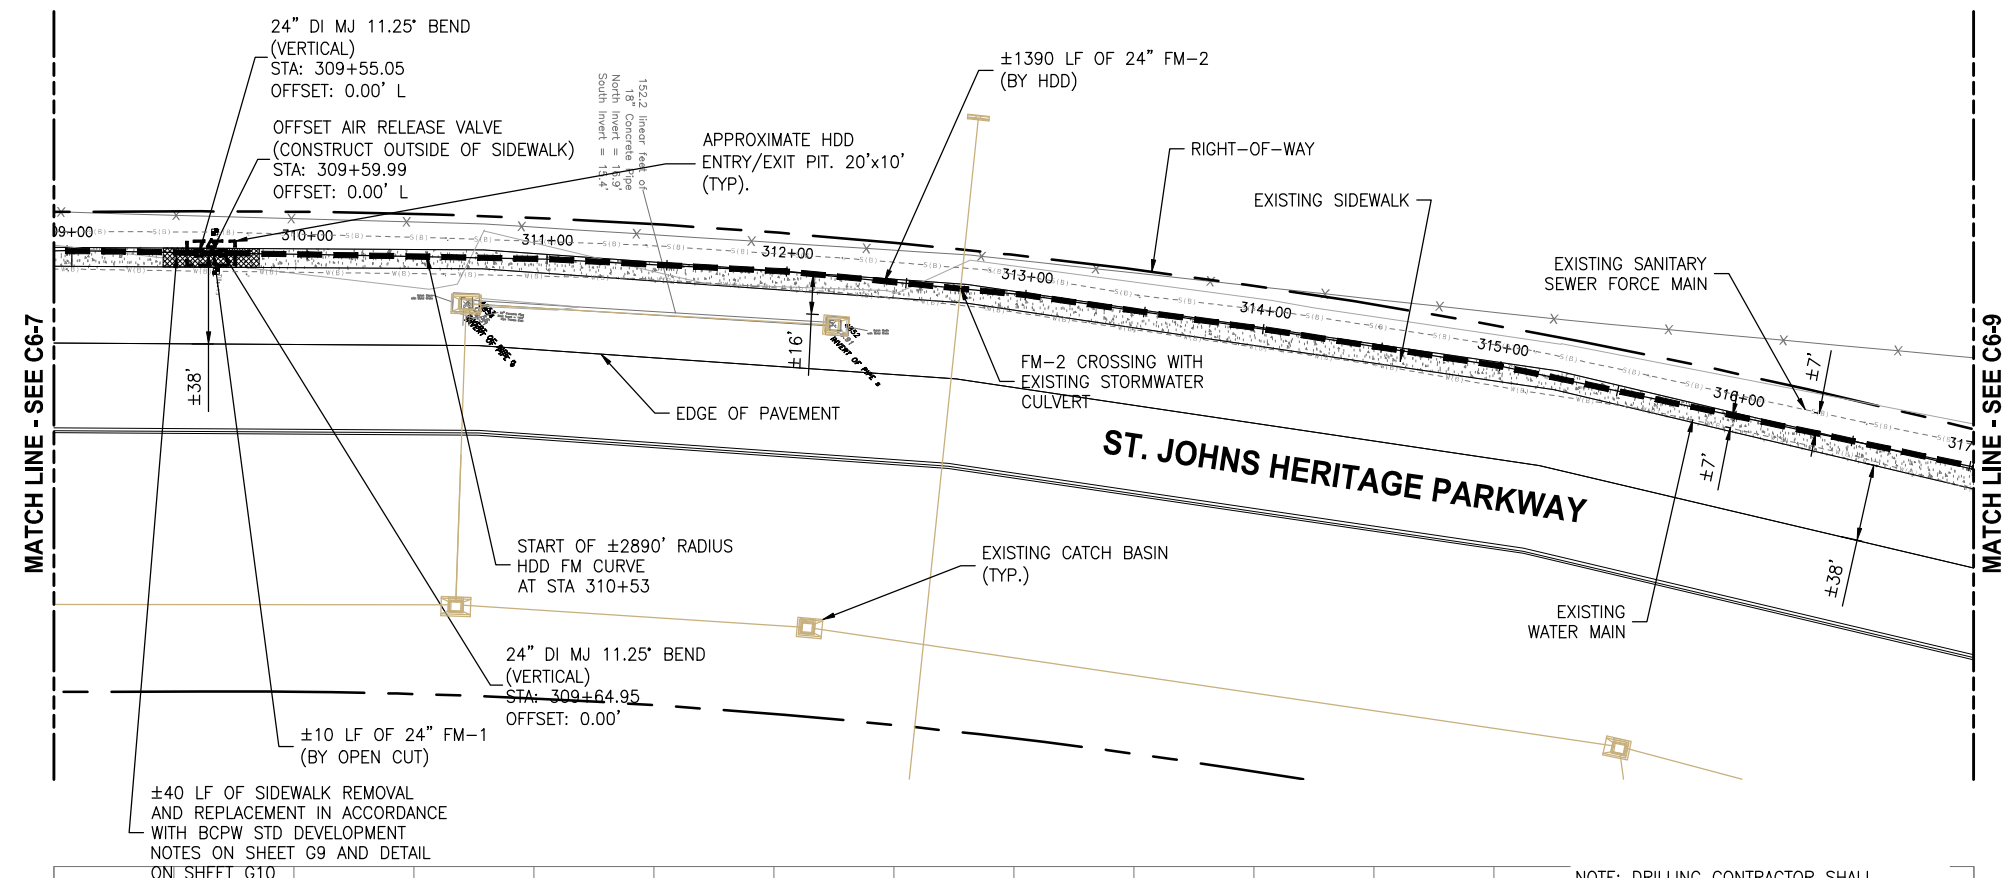 24" DI MJ 11.25° BEND
(VERTICAL)
STA: 309+55.05
OFFSET: 0.00' L
OFFSET AIR RELEASE VALVE
(CONSTRUCT OUTSIDE OF SIDEWALK)
STA: 309+59.99
OFFSET: 0.00' L
152.2 linear feet of
18" Concrete Pipe
South Invert = 15.4'
APPROXIMATE HDD
ENTRY/EXIT PIT. 20'x10'
(TYP).
±1390 LF OF 24" FM-2
(BY HDD)
RIGHT-OF-WAY
EXISTING SIDEWALK
EXISTING SANITARY
SEWER FORCE MAIN
09+00
310+00
311+00
312+00
313+00
314+00
315+00
316+00
317
±38'
±16'
±7'
±7'
±38'
FM-2 CROSSING WITH
EXISTING STORMWATER
CULVERT
EDGE OF PAVEMENT
ST. JOHNS HERITAGE PARKWAY
MATCH LINE - SEE C6-7
MATCH LINE - SEE C6-9
START OF ±2890' RADIUS
HDD FM CURVE
AT STA 310+53
EXISTING CATCH BASIN
(TYP.)
EXISTING
WATER MAIN
24" DI MJ 11.25° BEND
(VERTICAL)
STA: 309+64.95
OFFSET: 0.00'
±10 LF OF 24" FM-1
(BY OPEN CUT)
±40 LF OF SIDEWALK REMOVAL
AND REPLACEMENT IN ACCORDANCE
WITH BCPW STD DEVELOPMENT
NOTES ON SHEET G9 AND DETAIL
ON SHEET G10
NOTE: DRILLING CONTRACTOR SHALL